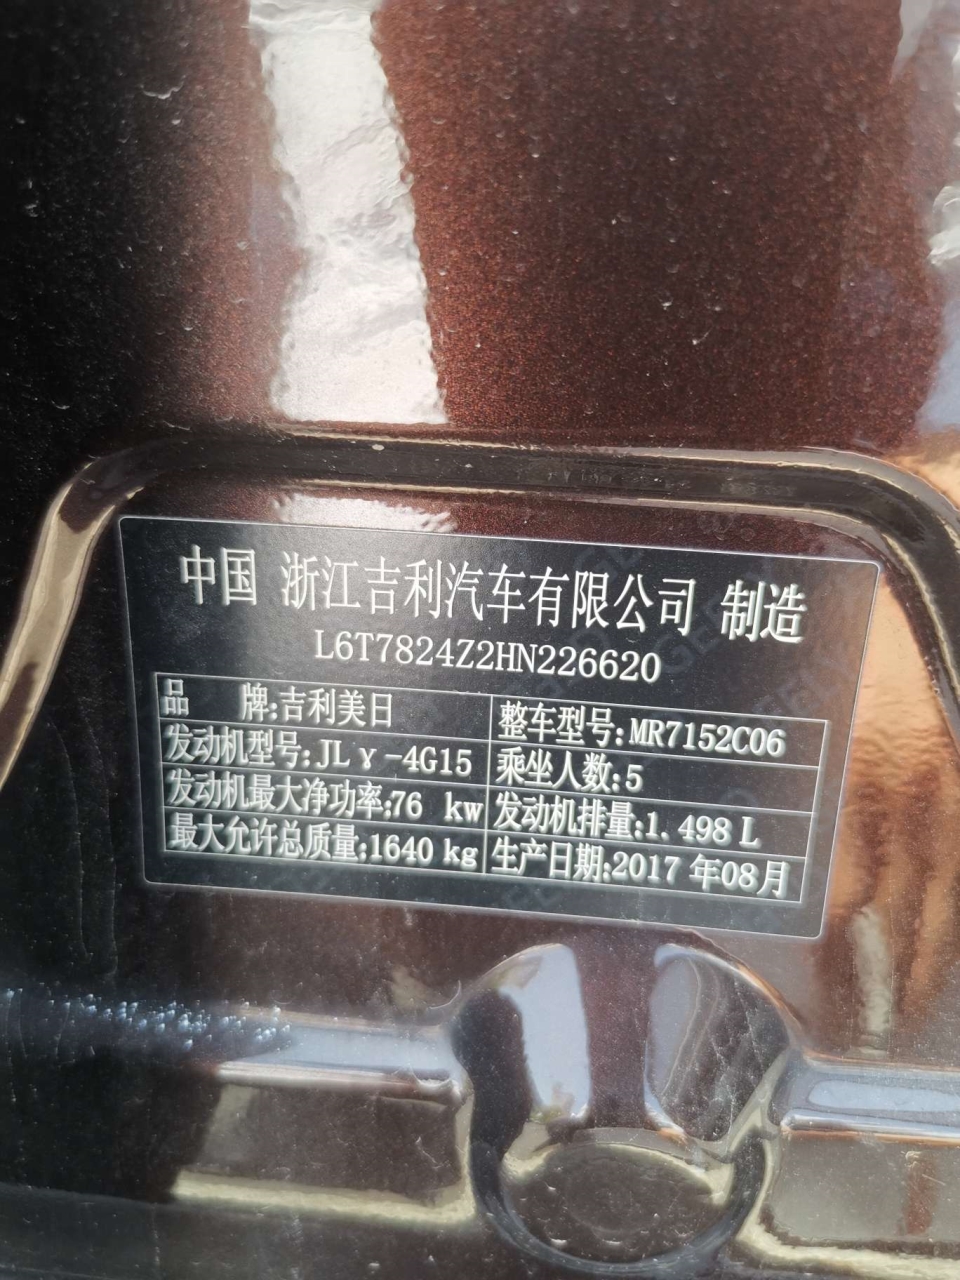 中国 浙江吉利汽车有限公司 制造
L6T7824Z2HN226620
品 牌:吉利美日 整车型号:MR7152C06
发动机型号:JLγ-4G15 乘坐人数:5
发动机最大净功率:76 kw 发动机排量:1.498 L
最大允许总质量:1640 kg 生产日期:2017 年08月